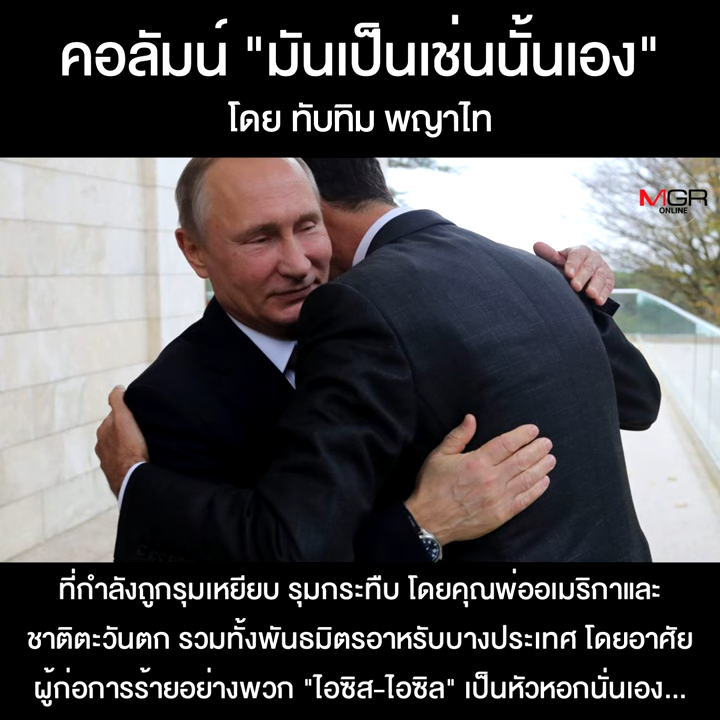 คอลัมน์ "มันเป็นเช่นนั้นเอง"
โดย ทับทิม พญาไท
MGR
ONLINE
ที่กำลังถูกรุมเหยียบ รุมกระทืบ โดยคุณพ่ออเมริกาและ
ชาติตะวันตก รวมทั้งพันธมิตรอาหรับบางประเทศ โดยอาศัย
ผู้ก่อการร้ายอย่างพวก "ไอซิส-ไอซิล" เป็นหัวหอกนั่นเอง...